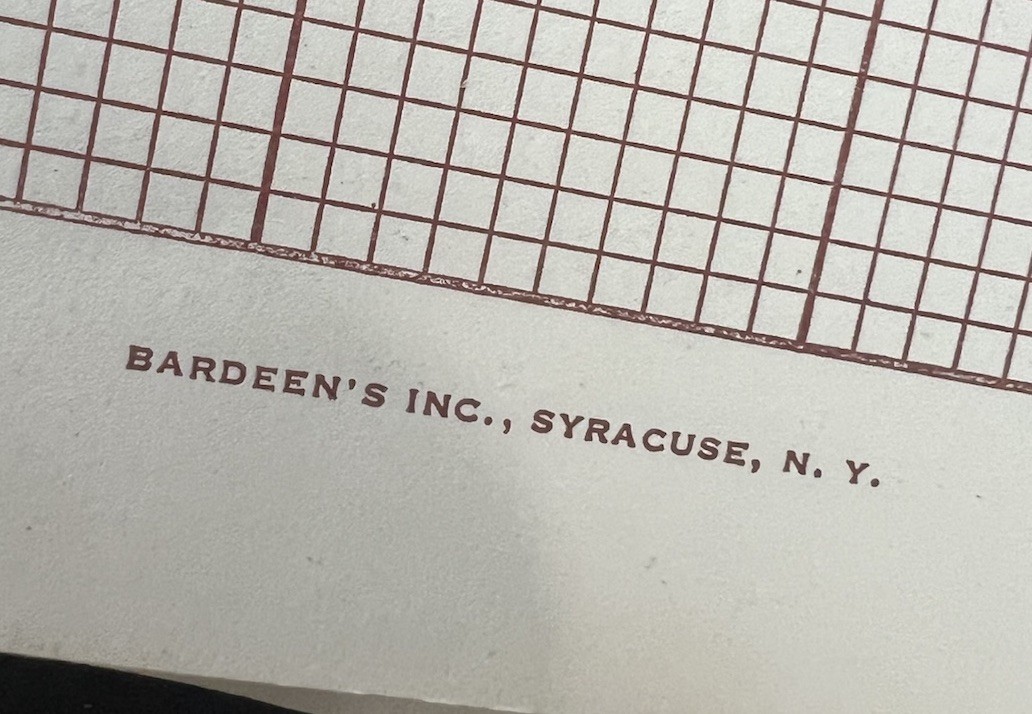 BARDEEN'S INC., SYRACUSE, N. Y.